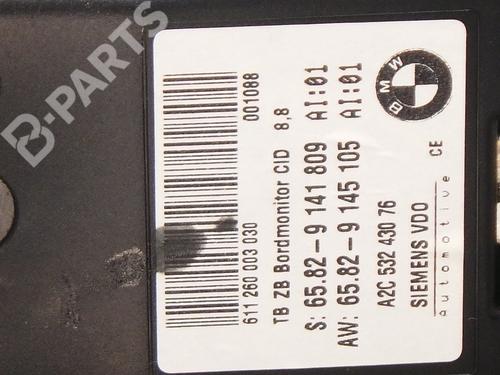 B-PARTS
611 260 003 030
001088
TB ZB Bordmonitor CID 8,8
S: 65.82-9 141 809 AI:01
AW: 65.82-9 145 105 AI:01
A2C 532 430 76
SIEMENS VDO
Automotive
CE
BMW